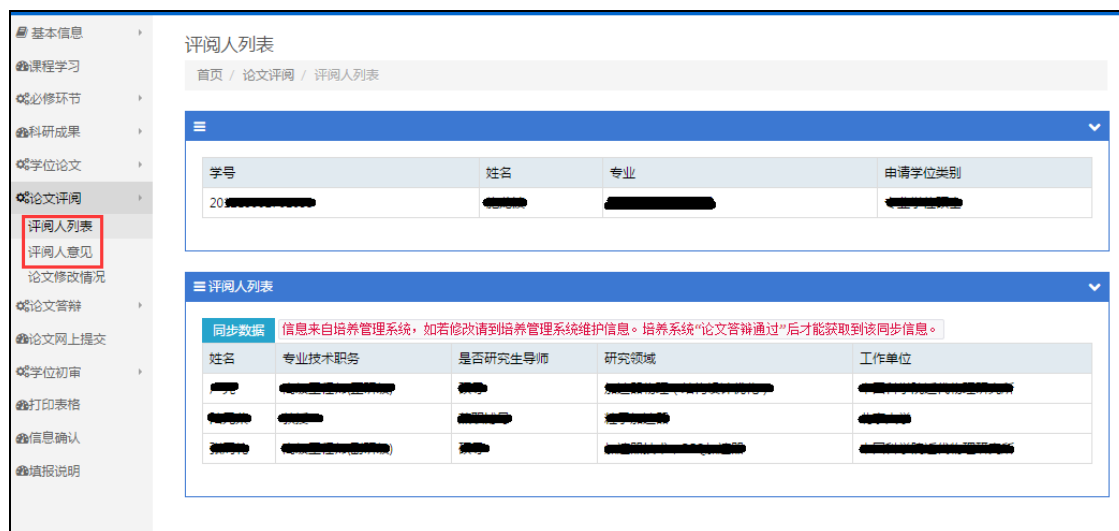 基本信息
课程学习
必修环节
科研成果
学位论文
论文评阅
评阅人列表
评阅人意见
论文修改情况
论文答辩
论文网上提交
学位初审
打印表格
信息确认
填报说明
评阅人列表
首页 / 论文评阅 / 评阅人列表
学号 姓名 专业 申请学位类别
20
评阅人列表
同步数据 信息来自培养管理系统，如若修改请到培养管理系统维护信息。培养系统“论文答辩通过”后才能获取到该同步信息。
姓名 专业技术职务 是否研究生导师 研究领域 工作单位